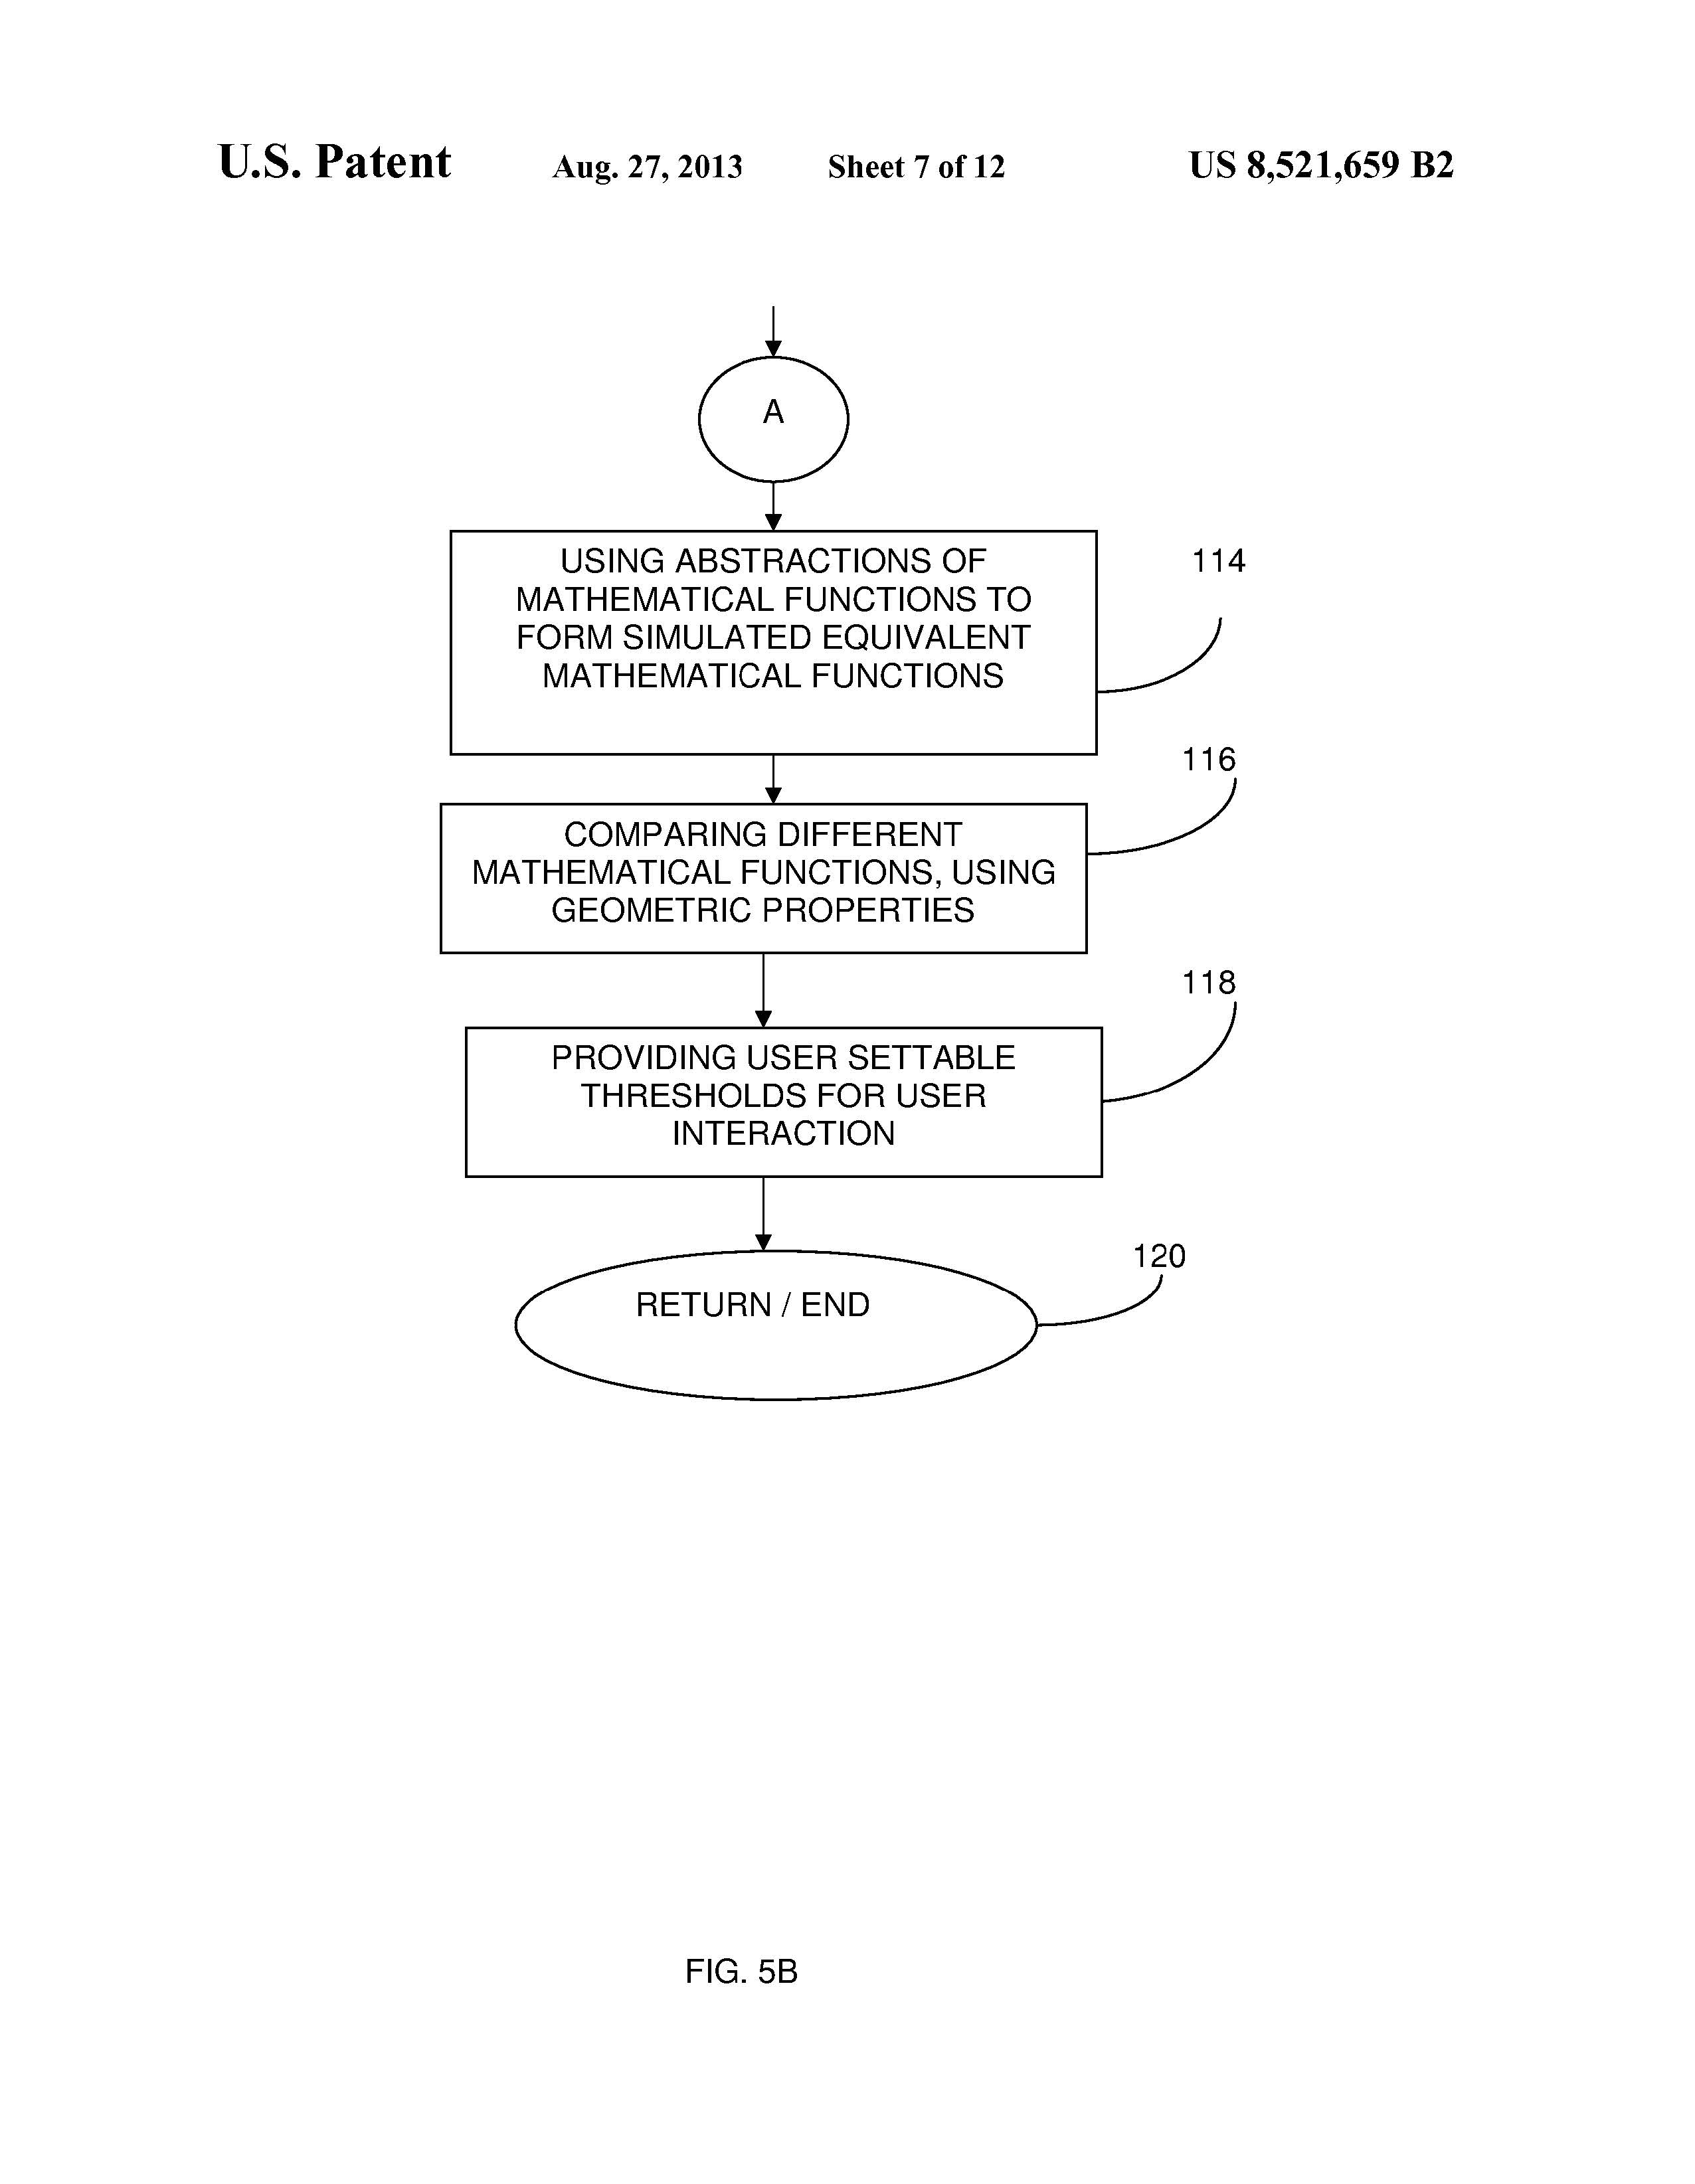 U.S. Patent Aug. 27, 2013 Sheet 7 of 12 US 8,521,659 B2
A
USING ABSTRACTIONS OF
MATHEMATICAL FUNCTIONS TO
FORM SIMULATED EQUIVALENT
MATHEMATICAL FUNCTIONS
114
116
COMPARING DIFFERENT
MATHEMATICAL FUNCTIONS, USING
GEOMETRIC PROPERTIES
118
PROVIDING USER SETTABLE
THRESHOLDS FOR USER
INTERACTION
120
RETURN / END
FIG. 5B